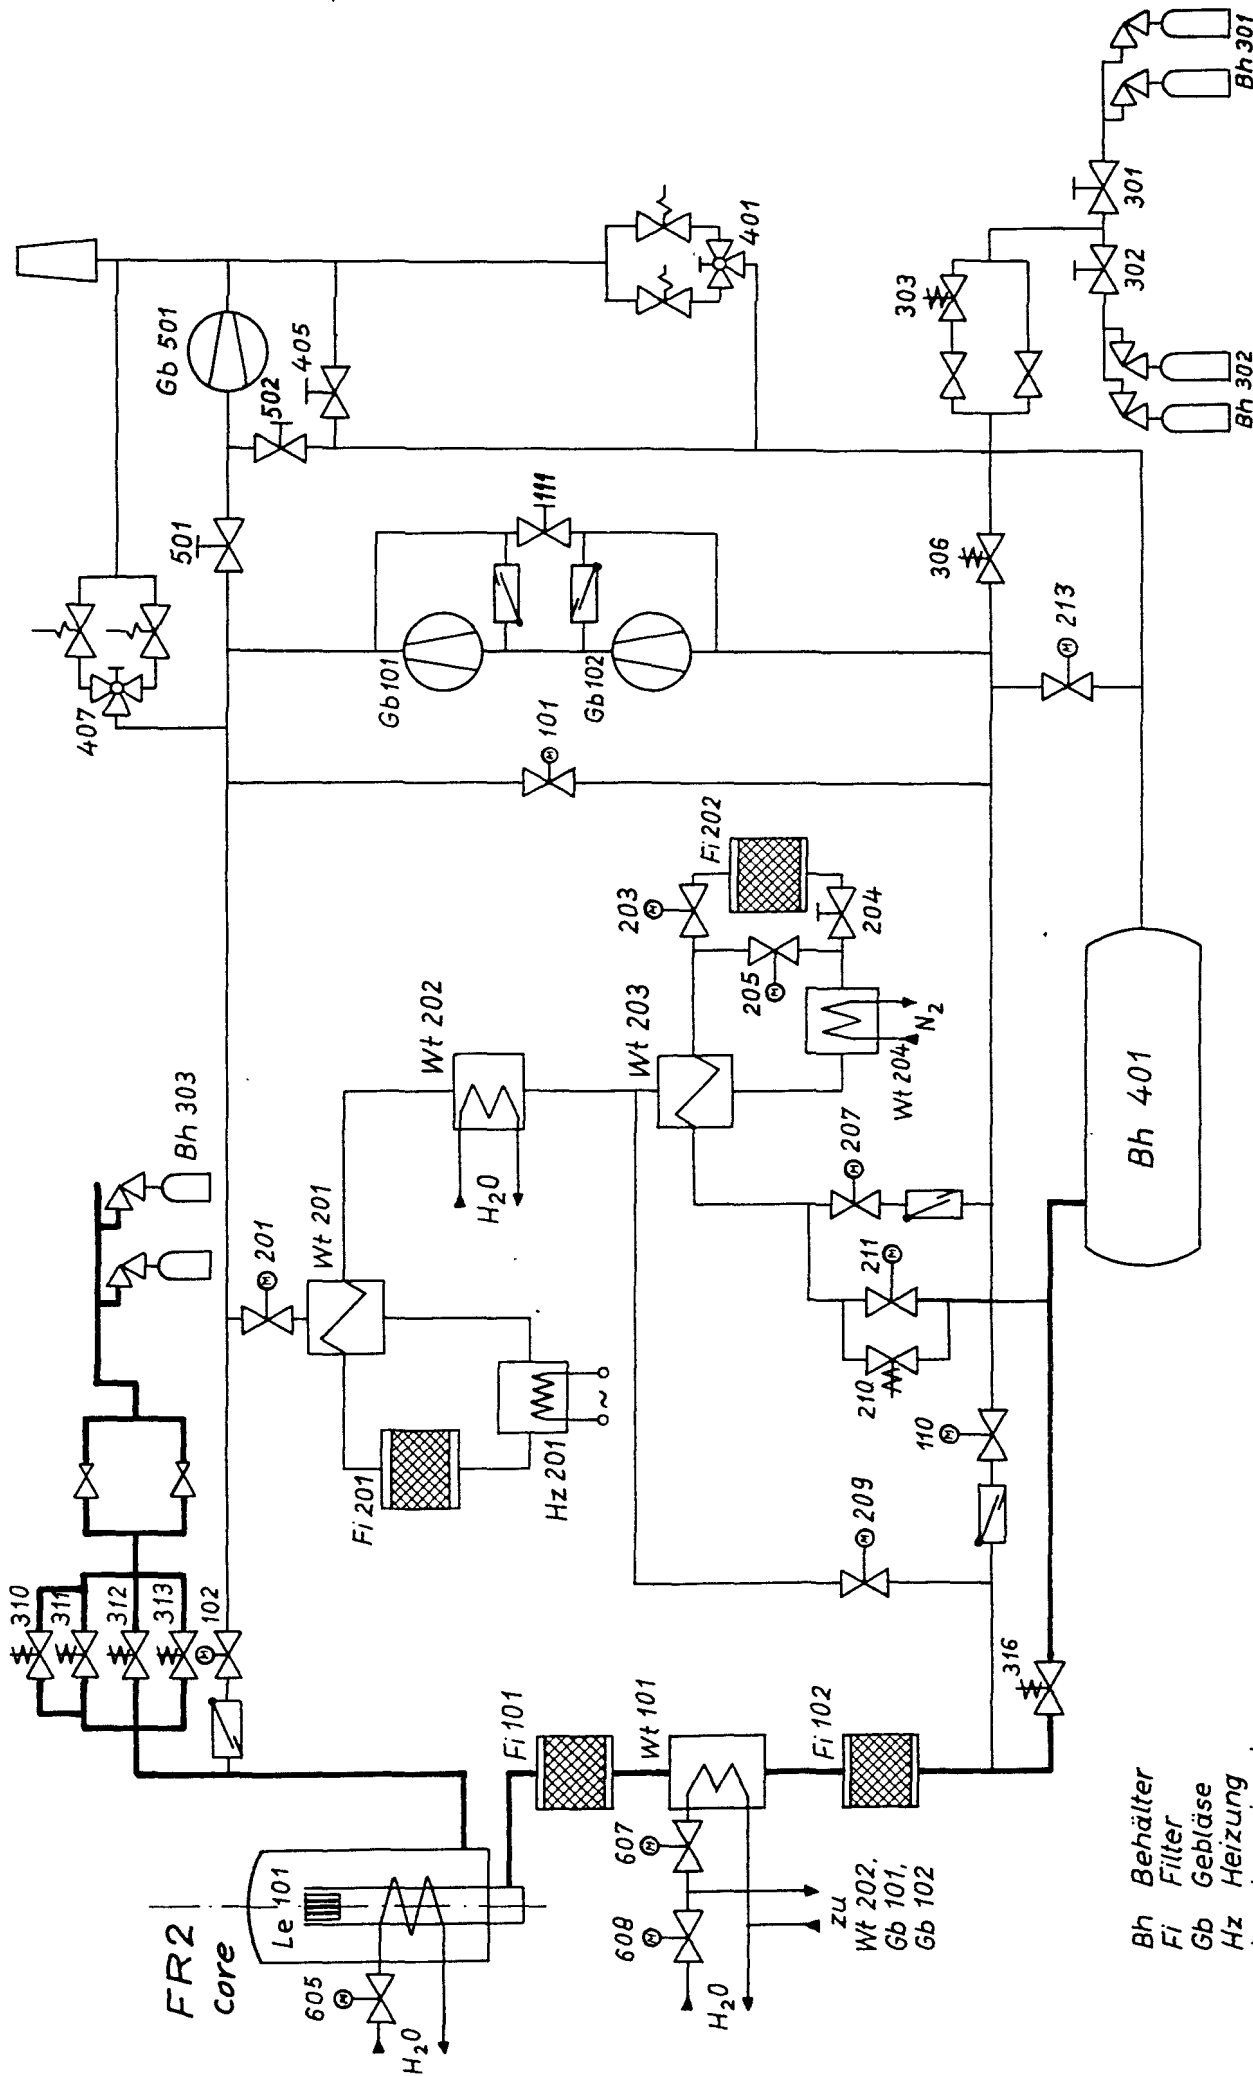 FR2
Core
Le 101
605
H₂O
608
607
H₂O
zu
Wt 202,
Gb 101,
Gb 102
Fi 101
Wt 101
Fi 102
310
311
312
313
102
316
Bh 303
201
Wt 201
Fi 201
Hz 201
~
Wt 202
H₂O
Wt 203
203
Fi 202
205
204
Wt 204
N₂
207
211
210
209
110
Bh 401
407
501
Gb 501
502
405
Gb 101
111
Gb 102
101
401
306
213
303
301
302
Bh 301
Bh 302
M
M
M
M
M
M
M
M
M
M
M
M
M
Bh Behälter
Fi Filter
Gb Gebläse
Hz Heizung